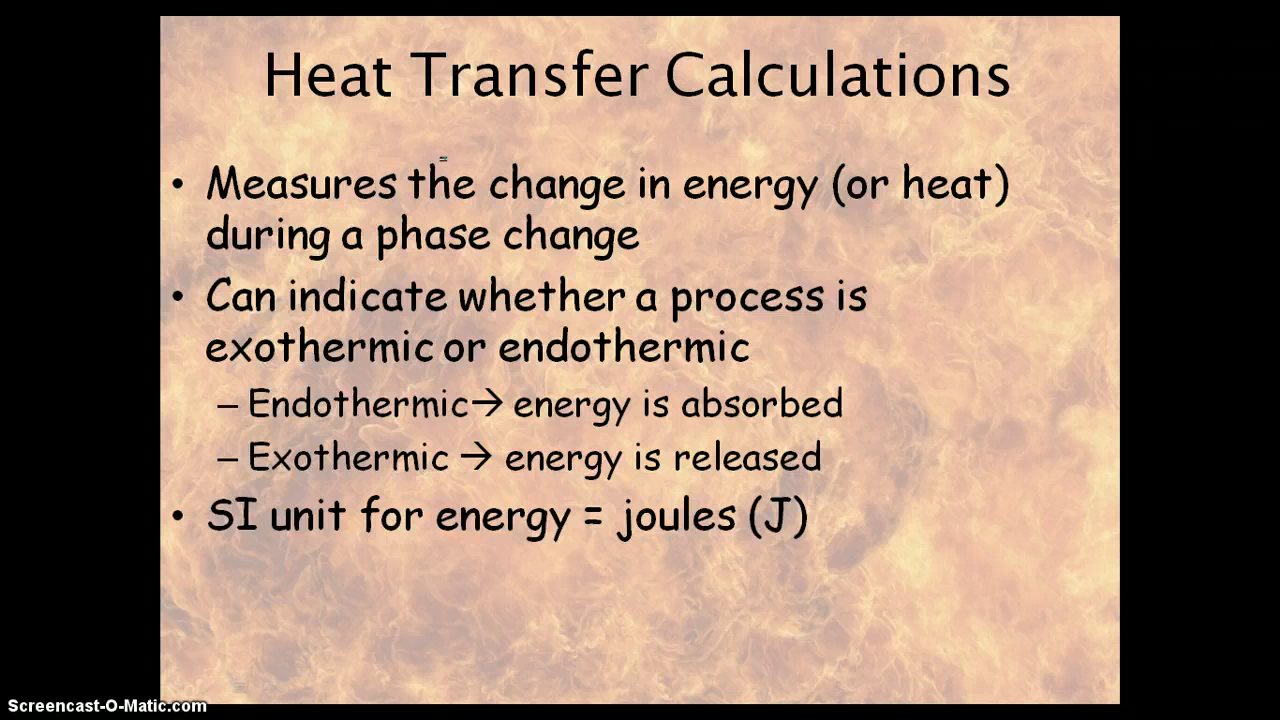 Heat Transfer Calculations
• Measures the change in energy (or heat)
during a phase change
• Can indicate whether a process is
exothermic or endothermic
– Endothermic→ energy is absorbed
– Exothermic → energy is released
• SI unit for energy = joules (J)
Screencast-O-Matic.com